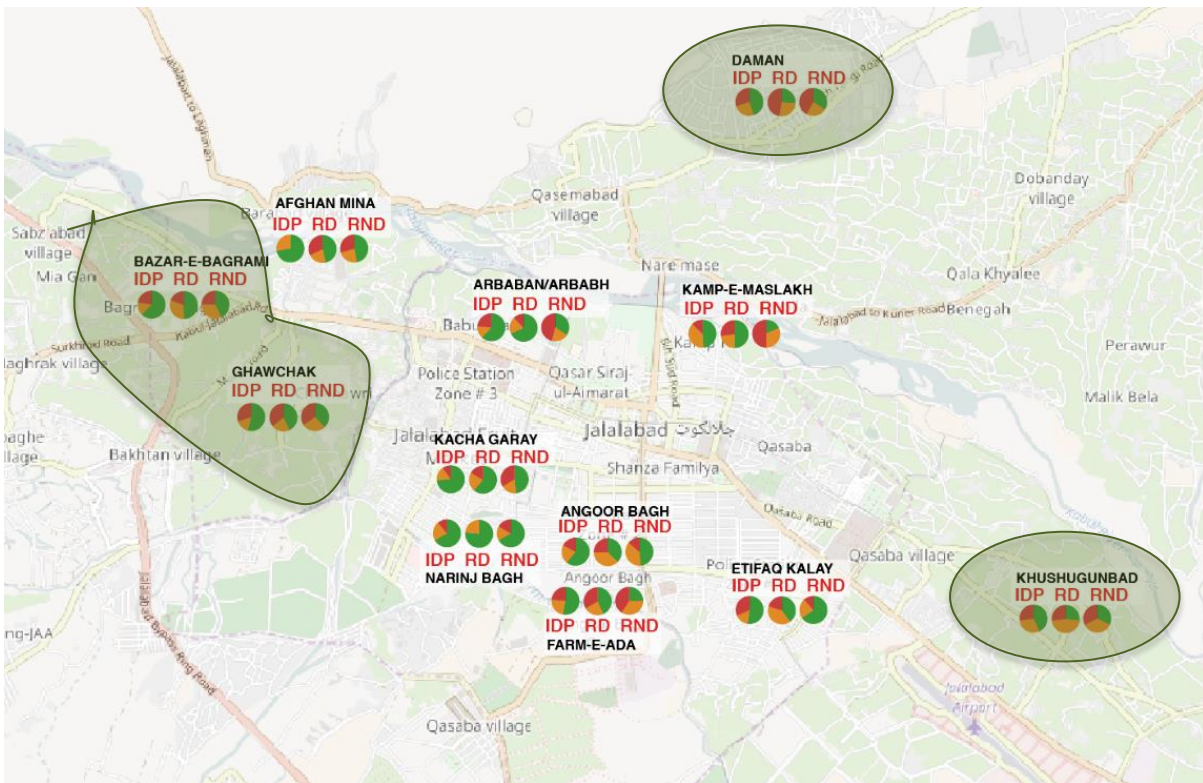 DAMAN
IDP RD RND
Jalalabad to Laghman
Dobanday
village
Qasemabad
village
AFGHAN MINA
village
IDP RD RND
Sabzabad
village
BAZAR-E-BAGRAMI
Mia Gan
IDP RD RND
Nare mase
Qala Khyalee
ARBABAN/ARBABH
IDP RD RND
KAMP-E-MASLAKH
IDP RD RND
Jalalabad to Kuner Road
Benegah
Kabul-Jalalabad
Surkhrud Road
Perawur
GHAWCHAK
IDP RD RND
Police Station
Zone # 3
Qasar Siraj
ul-Aimarat
Malik Bela
Jalalabad
جلالکوت
Qasaba
KACHA GARAY
IDP RD RND
Bakhtan village
Shanza Familya
ANGOOR BAGH
IDP RD RND
Qasaba Road
Qasaba village
IDP RD RND
NARINJ BAGH
Angoor Bagh
ETIFAQ KALAY
IDP RD RND
KHUSHUGUNBAD
IDP RD RND
IDP RD RND
FARM-E-ADA
Bypass Ring Road
Jalalabad
Airport
Qasaba village